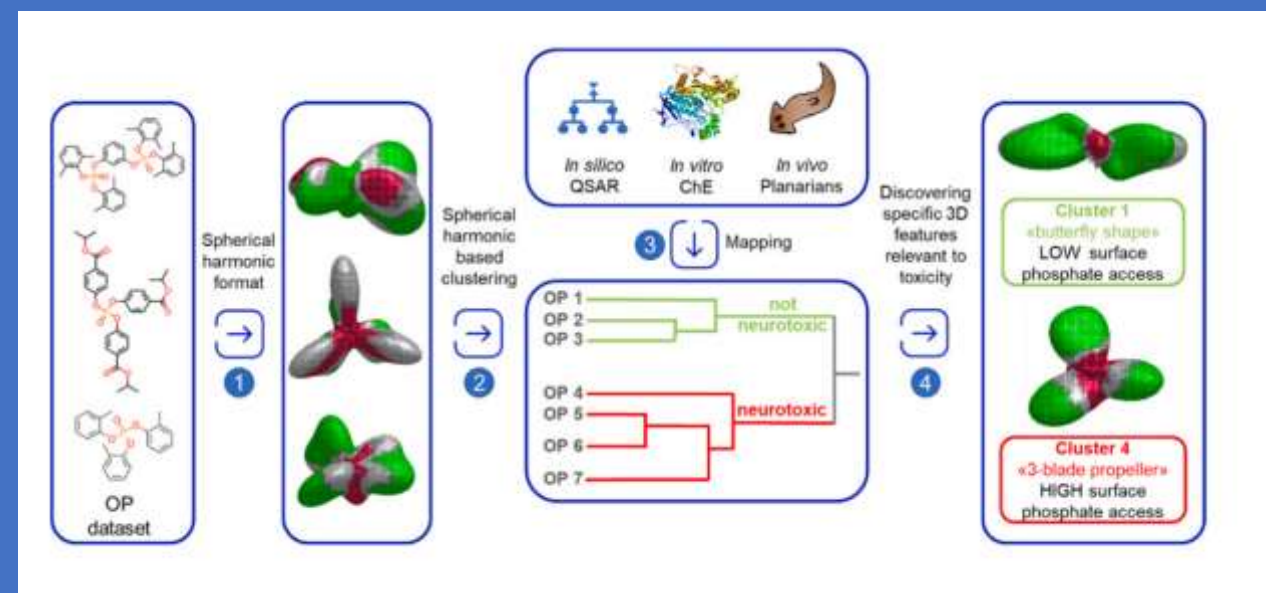 OP
dataset
Spherical
harmonic
format
1
Spherical
harmonic
based
clustering
2
In silico
QSAR
In vitro
ChE
In vivo
Planarians
3
Mapping
OP 1
OP 2
OP 3
not
neurotoxic
OP 4
OP 5
OP 6
OP 7
neurotoxic
Discovering
specific 3D
features
relevant to
toxicity
4
Cluster 1
«butterfly shape»
LOW surface
phosphate access
Cluster 4
«3-blade propeller»
HIGH surface
phosphate access